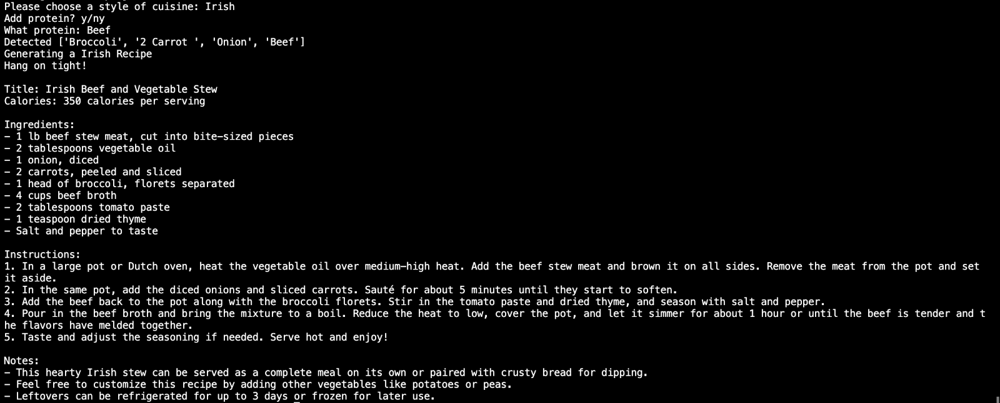 Please choose a style of cuisine: Irish
Add protein? y/ny
What protein: Beef
Detected ['Broccoli', '2 Carrot ', 'Onion', 'Beef']
Generating a Irish Recipe
Hang on tight!

Title: Irish Beef and Vegetable Stew
Calories: 350 calories per serving

Ingredients:
- 1 lb beef stew meat, cut into bite-sized pieces
- 2 tablespoons vegetable oil
- 1 onion, diced
- 2 carrots, peeled and sliced
- 1 head of broccoli, florets separated
- 4 cups beef broth
- 2 tablespoons tomato paste
- 1 teaspoon dried thyme
- Salt and pepper to taste

Instructions:
1. In a large pot or Dutch oven, heat the vegetable oil over medium-high heat. Add the beef stew meat and brown it on all sides. Remove the meat from the pot and set
it aside.
2. In the same pot, add the diced onions and sliced carrots. Sauté for about 5 minutes until they start to soften.
3. Add the beef back to the pot along with the broccoli florets. Stir in the tomato paste and dried thyme, and season with salt and pepper.
4. Pour in the beef broth and bring the mixture to a boil. Reduce the heat to low, cover the pot, and let it simmer for about 1 hour or until the beef is tender and t
he flavors have melded together.
5. Taste and adjust the seasoning if needed. Serve hot and enjoy!

Notes:
- This hearty Irish stew can be served as a complete meal on its own or paired with crusty bread for dipping.
- Feel free to customize this recipe by adding other vegetables like potatoes or peas.
- Leftovers can be refrigerated for up to 3 days or frozen for later use.